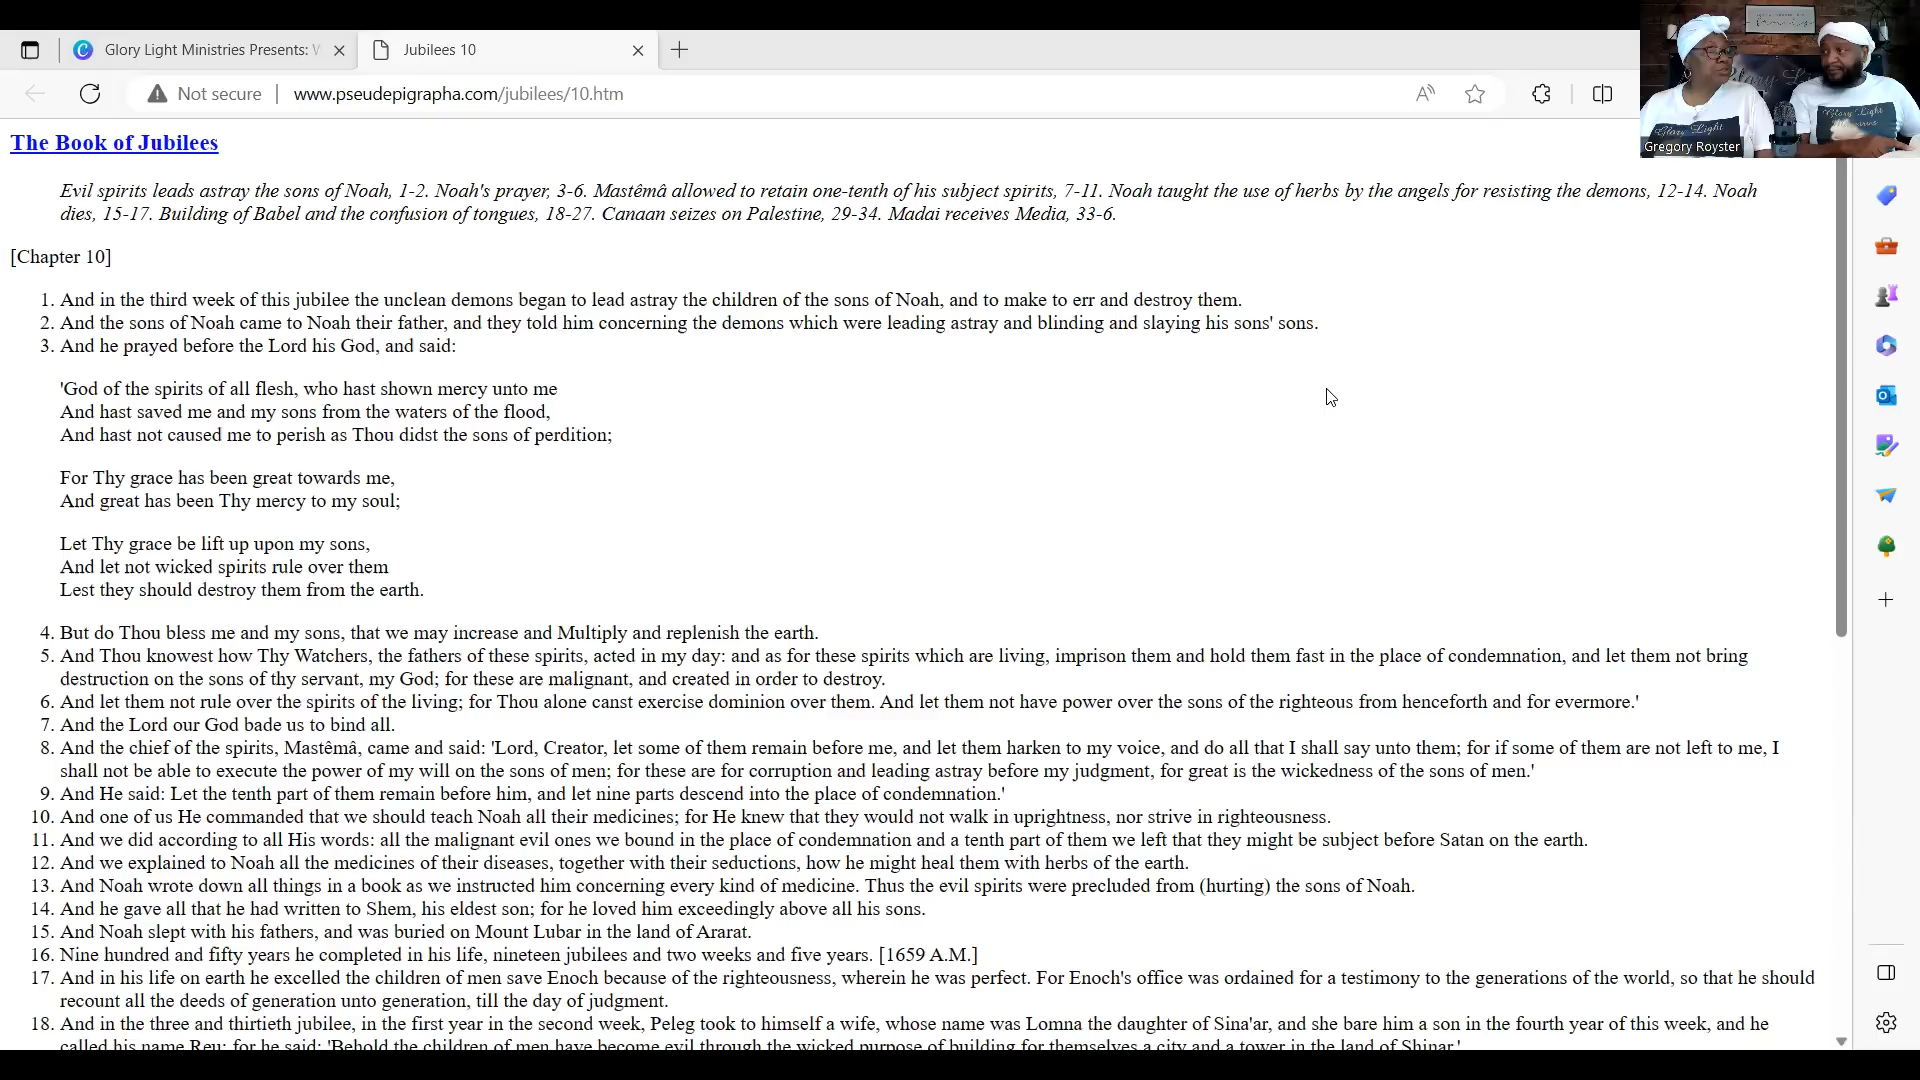 Glory Light Ministries Presents: W
Jubilees 10
Not secure
www.pseudepigrapha.com/jubilees/10.htm
Glory Light
Glory Light
Gregory Royster
The Book of Jubilees
Evil spirits leads astray the sons of Noah, 1-2. Noah's prayer, 3-6. Mastêmâ allowed to retain one-tenth of his subject spirits, 7-11. Noah taught the use of herbs by the angels for resisting the demons, 12-14. Noah
dies, 15-17. Building of Babel and the confusion of tongues, 18-27. Canaan seizes on Palestine, 29-34. Madai receives Media, 33-6.
[Chapter 10]
1. And in the third week of this jubilee the unclean demons began to lead astray the children of the sons of Noah, and to make to err and destroy them.
2. And the sons of Noah came to Noah their father, and they told him concerning the demons which were leading astray and blinding and slaying his sons' sons.
3. And he prayed before the Lord his God, and said:
'God of the spirits of all flesh, who hast shown mercy unto me
And hast saved me and my sons from the waters of the flood,
And hast not caused me to perish as Thou didst the sons of perdition;
For Thy grace has been great towards me,
And great has been Thy mercy to my soul;
Let Thy grace be lift up upon my sons,
And let not wicked spirits rule over them
Lest they should destroy them from the earth.
4. But do Thou bless me and my sons, that we may increase and Multiply and replenish the earth.
5. And Thou knowest how Thy Watchers, the fathers of these spirits, acted in my day: and as for these spirits which are living, imprison them and hold them fast in the place of condemnation, and let them not bring
destruction on the sons of thy servant, my God; for these are malignant, and created in order to destroy.
6. And let them not rule over the spirits of the living; for Thou alone canst exercise dominion over them. And let them not have power over the sons of the righteous from henceforth and for evermore.'
7. And the Lord our God bade us to bind all.
8. And the chief of the spirits, Mastêmâ, came and said: 'Lord, Creator, let some of them remain before me, and let them harken to my voice, and do all that I shall say unto them; for if some of them are not left to me, I
shall not be able to execute the power of my will on the sons of men; for these are for corruption and leading astray before my judgment, for great is the wickedness of the sons of men.'
9. And He said: Let the tenth part of them remain before him, and let nine parts descend into the place of condemnation.'
10. And one of us He commanded that we should teach Noah all their medicines; for He knew that they would not walk in uprightness, nor strive in righteousness.
11. And we did according to all His words: all the malignant evil ones we bound in the place of condemnation and a tenth part of them we left that they might be subject before Satan on the earth.
12. And we explained to Noah all the medicines of their diseases, together with their seductions, how he might heal them with herbs of the earth.
13. And Noah wrote down all things in a book as we instructed him concerning every kind of medicine. Thus the evil spirits were precluded from (hurting) the sons of Noah.
14. And he gave all that he had written to Shem, his eldest son; for he loved him exceedingly above all his sons.
15. And Noah slept with his fathers, and was buried on Mount Lubar in the land of Ararat.
16. Nine hundred and fifty years he completed in his life, nineteen jubilees and two weeks and five years. [1659 A.M.]
17. And in his life on earth he excelled the children of men save Enoch because of the righteousness, wherein he was perfect. For Enoch's office was ordained for a testimony to the generations of the world, so that he should
recount all the deeds of generation unto generation, till the day of judgment.
18. And in the three and thirtieth jubilee, in the first year in the second week, Peleg took to himself a wife, whose name was Lomna the daughter of Sina'ar, and she bare him a son in the fourth year of this week, and he
called his name Reu; for he said: 'Behold the children of men have become evil through the wicked purpose of building for themselves a city and a tower in the land of Shinar.'